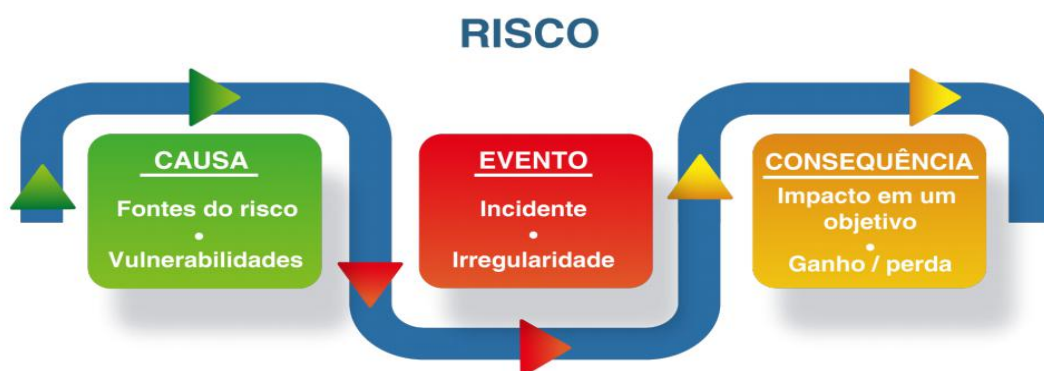 RISCO
CAUSA
Fontes do risco
•
Vulnerabilidades
EVENTO
Incidente
•
Irregularidade
CONSEQUÊNCIA
Impacto em um
objetivo
•
Ganho / perda